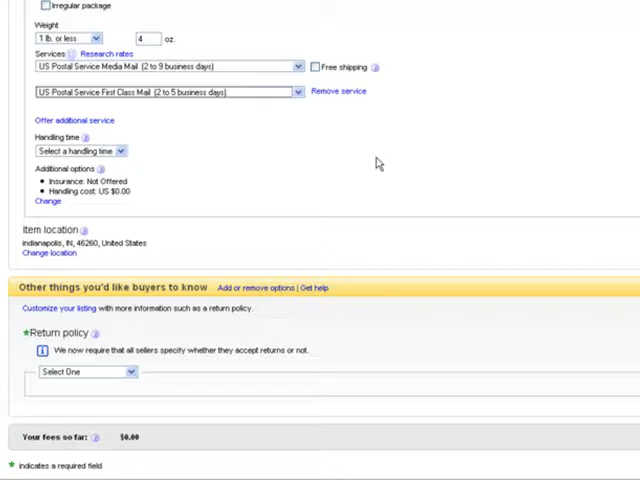 Irregular package
Weight
1 lb. or less 4 oz.
Services Research rates
US Postal Service Media Mail (2 to 9 business days) Free shipping
US Postal Service First Class Mail (2 to 5 business days) Remove service
Offer additional service
Handling time
Select a handling time
Additional options
Insurance: Not Offered
Handling cost: US $0.00
Change
Item location
indianapolis, IN, 46260, United States
Change location
Other things you'd like buyers to know Add or remove options | Get help
Customize your listing with more information such as a return policy.
*Return policy
We now require that all sellers specify whether they accept returns or not.
Select One
Your fees so far: $0.00
* indicates a required field